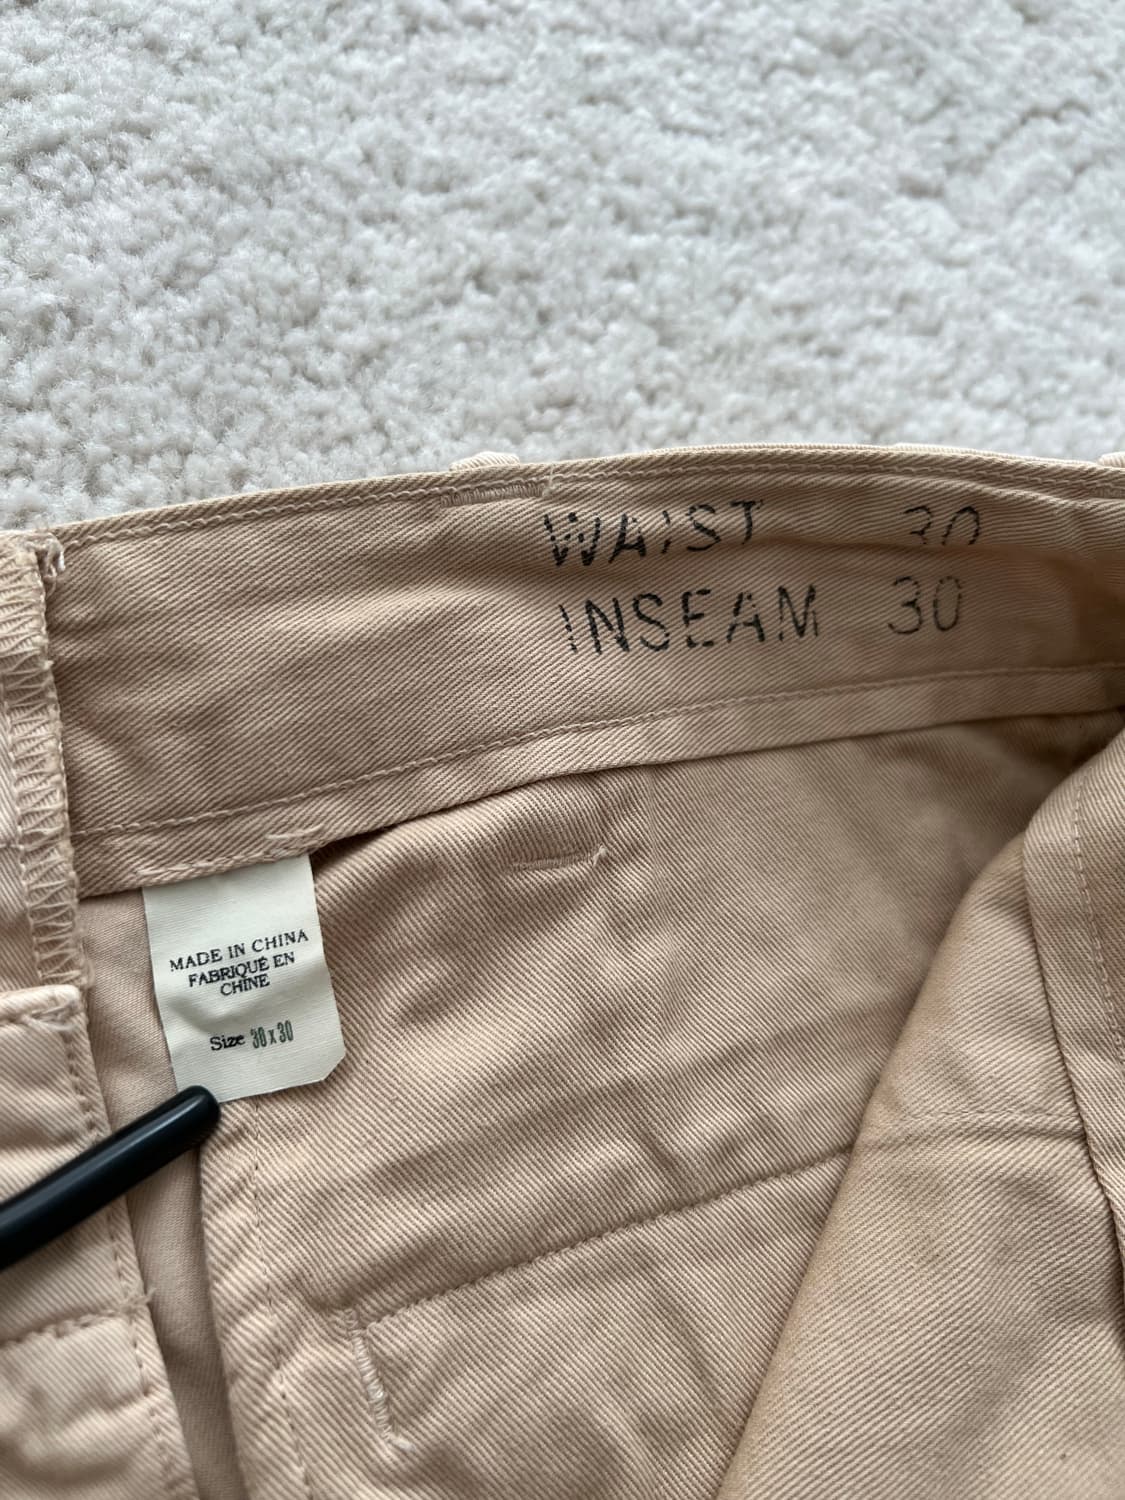 WAIST 30
INSEAM 30
MADE IN CHINA
FABRIQUÉ EN
CHINE
Size 30x30